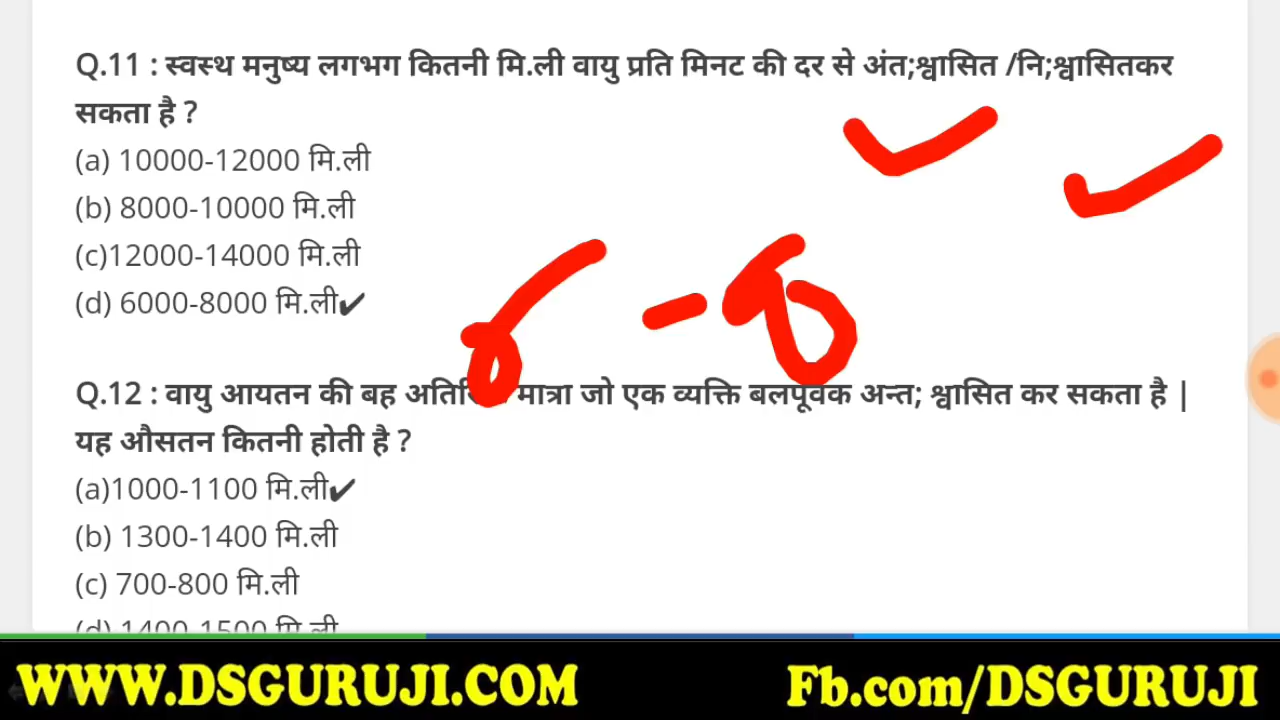 Q.11 : स्वस्थ मनुष्य लगभग कितनी मि.ली वायु प्रति मिनट की दर से अंत;श्वासित /नि;श्वासितकर
सकता है ?
(a) 10000-12000 मि.ली
(b) 8000-10000 मि.ली
(c)12000-14000 मि.ली
(d) 6000-8000 मि.ली✔
6 - 8
Q.12 : वायु आयतन की बह मात्रा जो एक व्यक्ति बलपूर्वक अन्त; श्वासित कर सकता है |
यह औसतन कितनी होती है ?
(a)1000-1100 मि.ली✔
(b) 1300-1400 मि.ली
(c) 700-800 मि.ली
(d) 1400-1500 मि.ली
WWW.DSGURUJI.COM
Fb.com/DSGURUJI